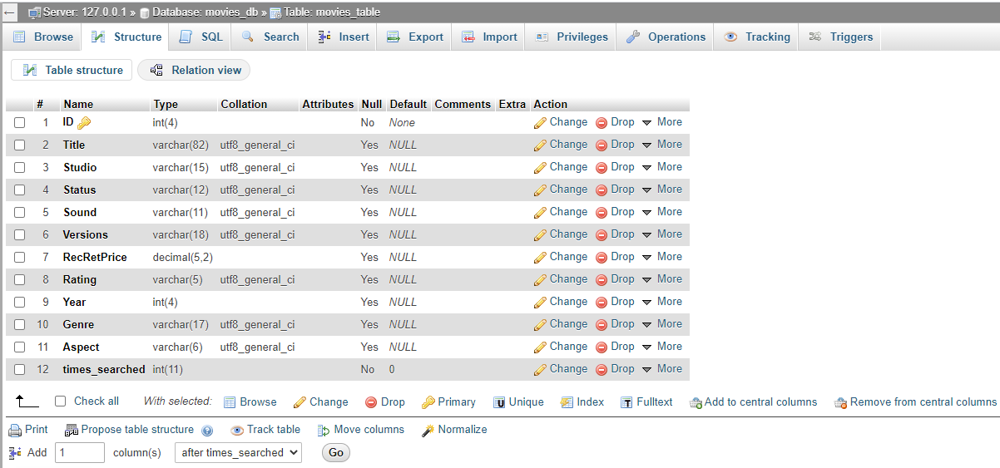 Server: 127.0.0.1 » Database: movies_db » Table: movies_table
Browse Structure SQL Search Insert Export Import Privileges Operations Tracking Triggers
Table structure Relation view
# Name Type Collation Attributes Null Default Comments Extra Action
1 ID int(4) No None Change Drop More
2 Title varchar(82) utf8_general_ci Yes NULL Change Drop More
3 Studio varchar(15) utf8_general_ci Yes NULL Change Drop More
4 Status varchar(12) utf8_general_ci Yes NULL Change Drop More
5 Sound varchar(11) utf8_general_ci Yes NULL Change Drop More
6 Versions varchar(18) utf8_general_ci Yes NULL Change Drop More
7 RecRetPrice decimal(5,2) Yes NULL Change Drop More
8 Rating varchar(5) utf8_general_ci Yes NULL Change Drop More
9 Year int(4) Yes NULL Change Drop More
10 Genre varchar(17) utf8_general_ci Yes NULL Change Drop More
11 Aspect varchar(6) utf8_general_ci Yes NULL Change Drop More
12 times_searched int(11) No 0 Change Drop More
Check all With selected: Browse Change Drop Primary Unique Index Fulltext Add to central columns Remove from central columns
Print Propose table structure Track table Move columns Normalize
Add 1 column(s) after times_searched Go